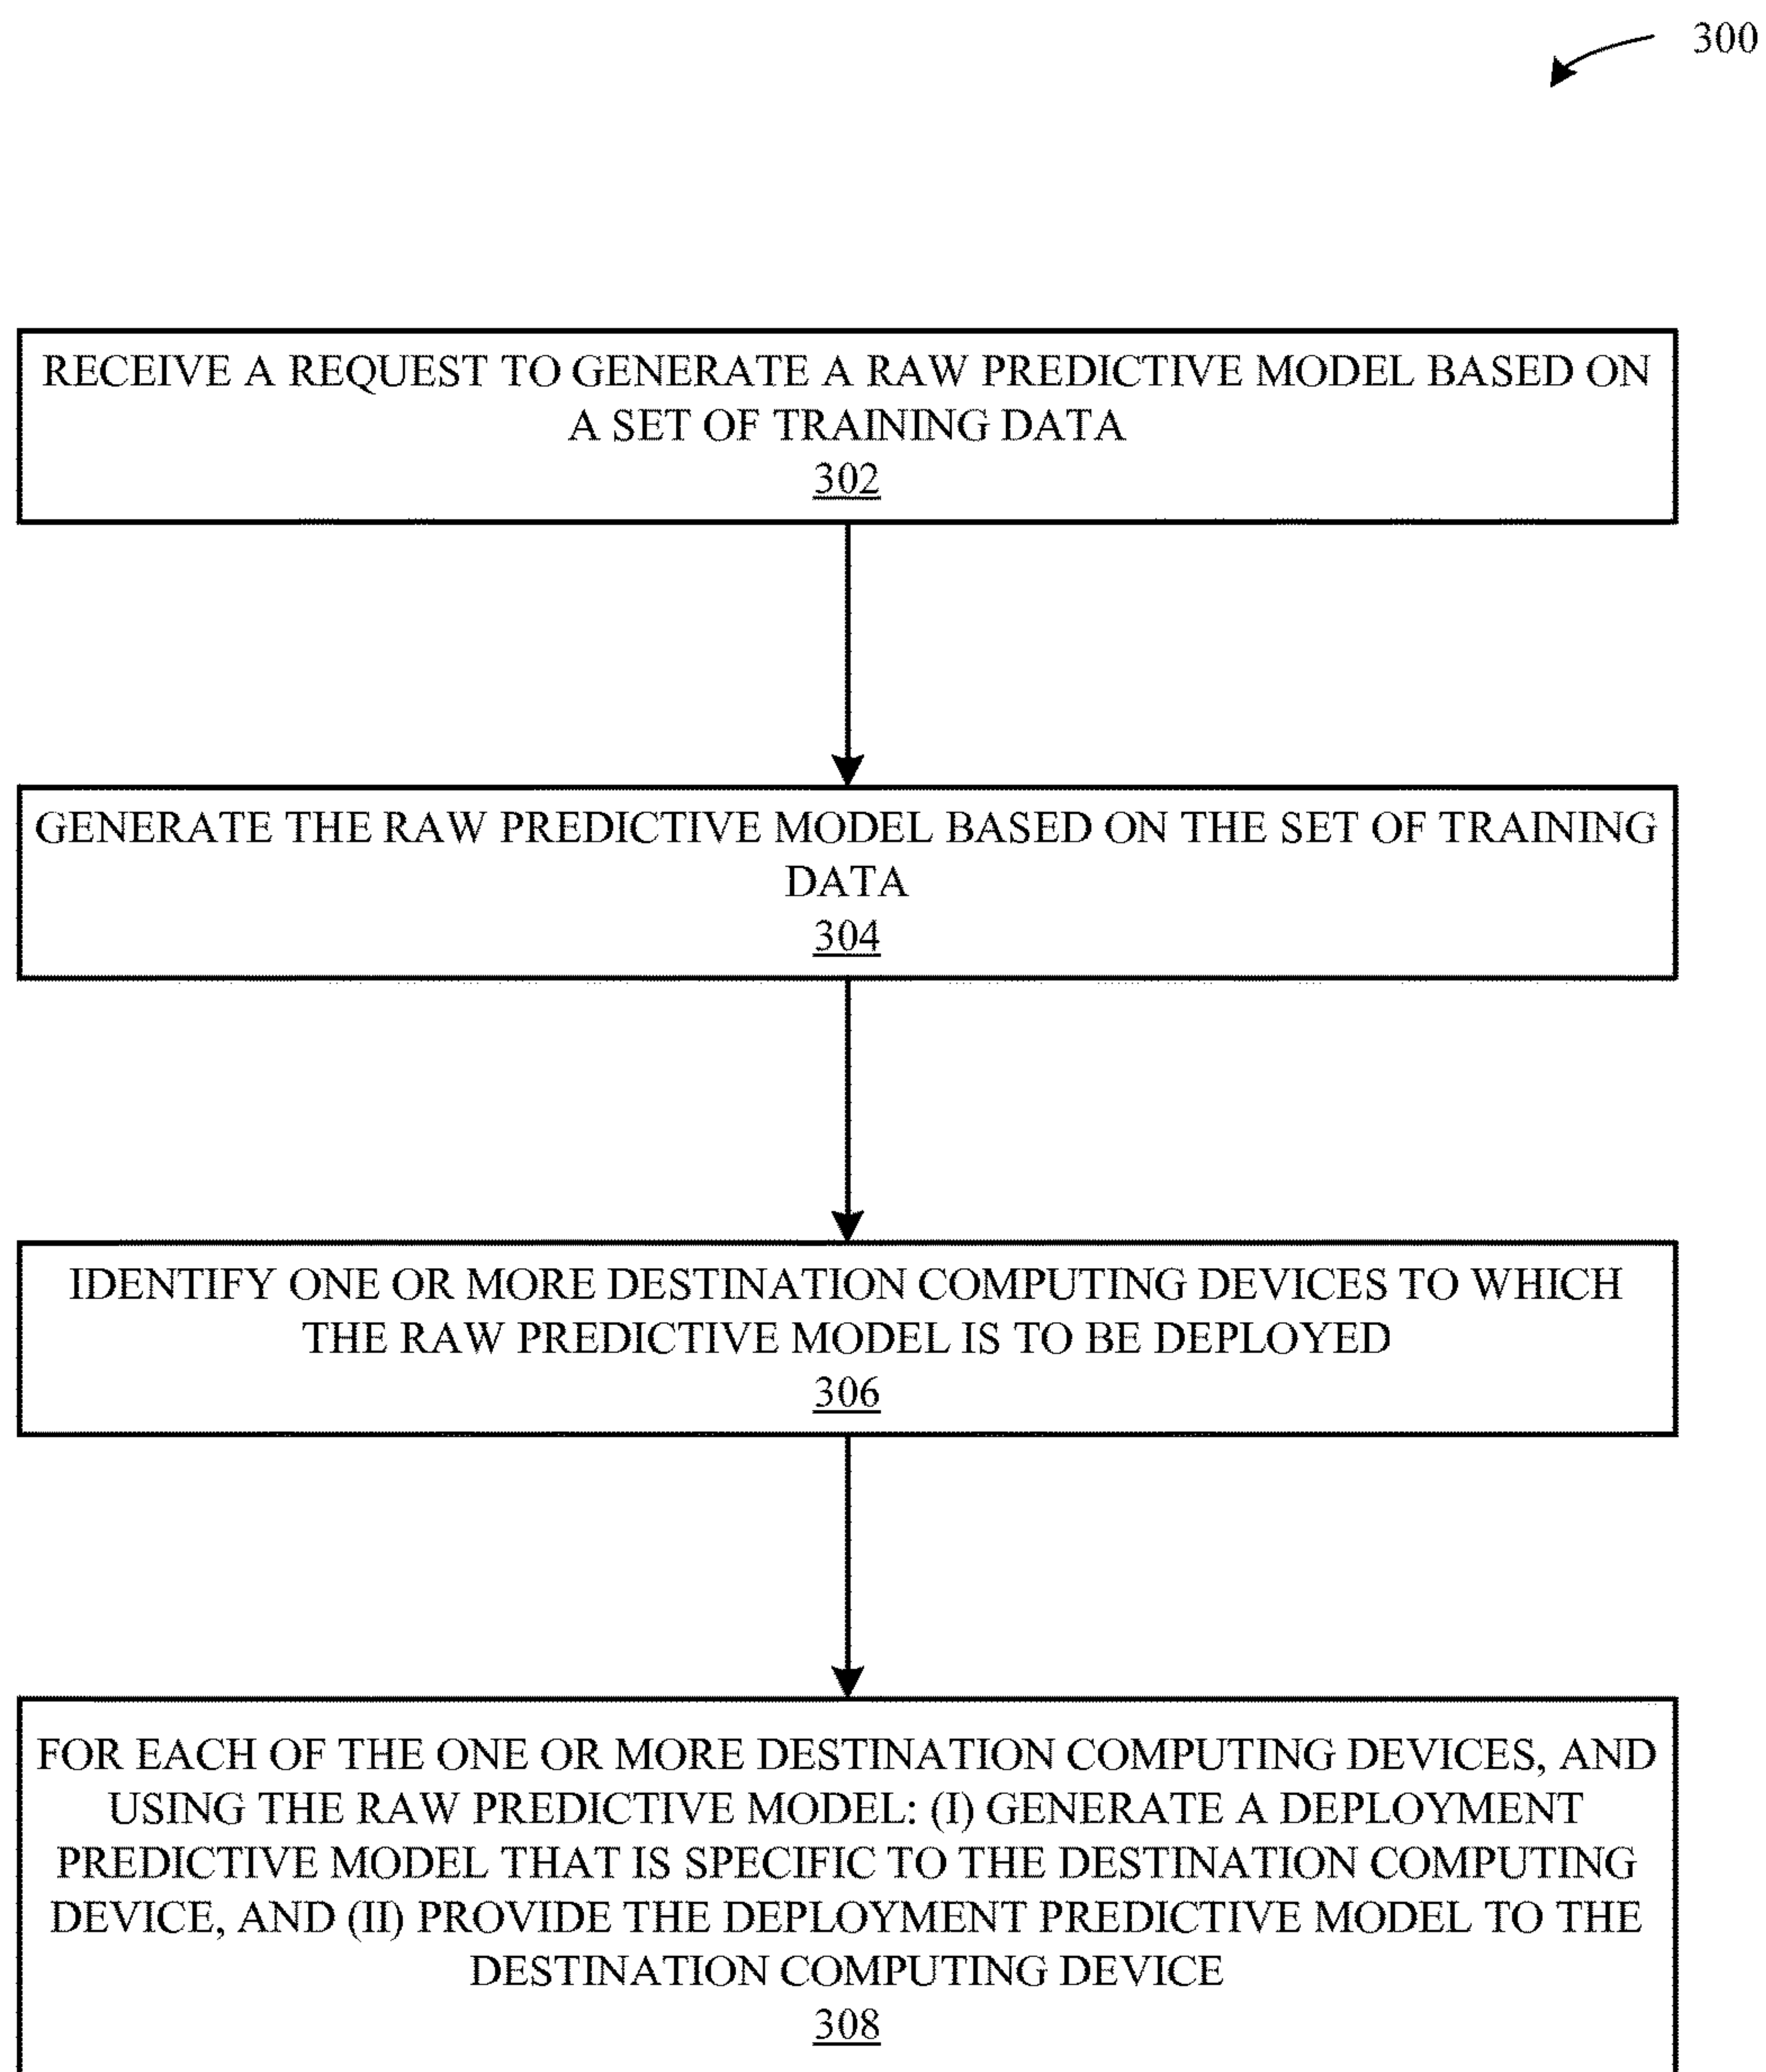 300
RECEIVE A REQUEST TO GENERATE A RAW PREDICTIVE MODEL BASED ON
A SET OF TRAINING DATA
302
GENERATE THE RAW PREDICTIVE MODEL BASED ON THE SET OF TRAINING
DATA
304
IDENTIFY ONE OR MORE DESTINATION COMPUTING DEVICES TO WHICH
THE RAW PREDICTIVE MODEL IS TO BE DEPLOYED
306
FOR EACH OF THE ONE OR MORE DESTINATION COMPUTING DEVICES, AND
USING THE RAW PREDICTIVE MODEL: (I) GENERATE A DEPLOYMENT
PREDICTIVE MODEL THAT IS SPECIFIC TO THE DESTINATION COMPUTING
DEVICE, AND (II) PROVIDE THE DEPLOYMENT PREDICTIVE MODEL TO THE
DESTINATION COMPUTING DEVICE
308